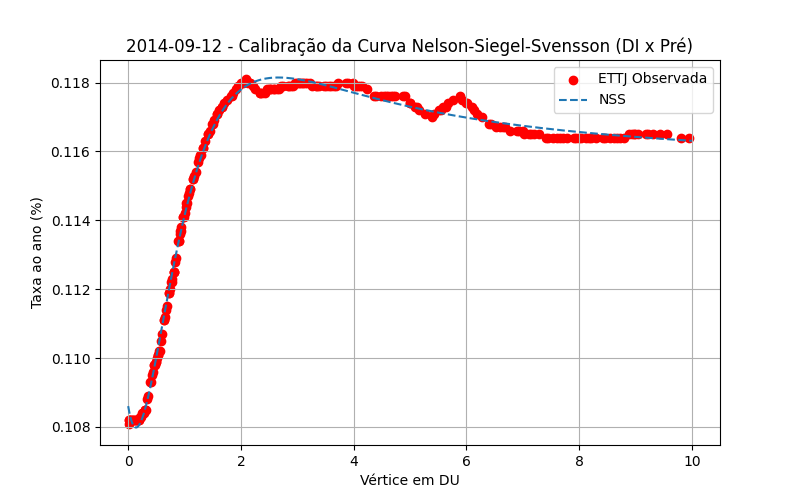 2014-09-12 - Calibração da Curva Nelson-Siegel-Svensson (DI x Pré)
ETTJ Observada
NSS
Taxa ao ano (%)
0.118
0.116
0.114
0.112
0.110
0.108
0
2
4
6
8
10
Vértice em DU